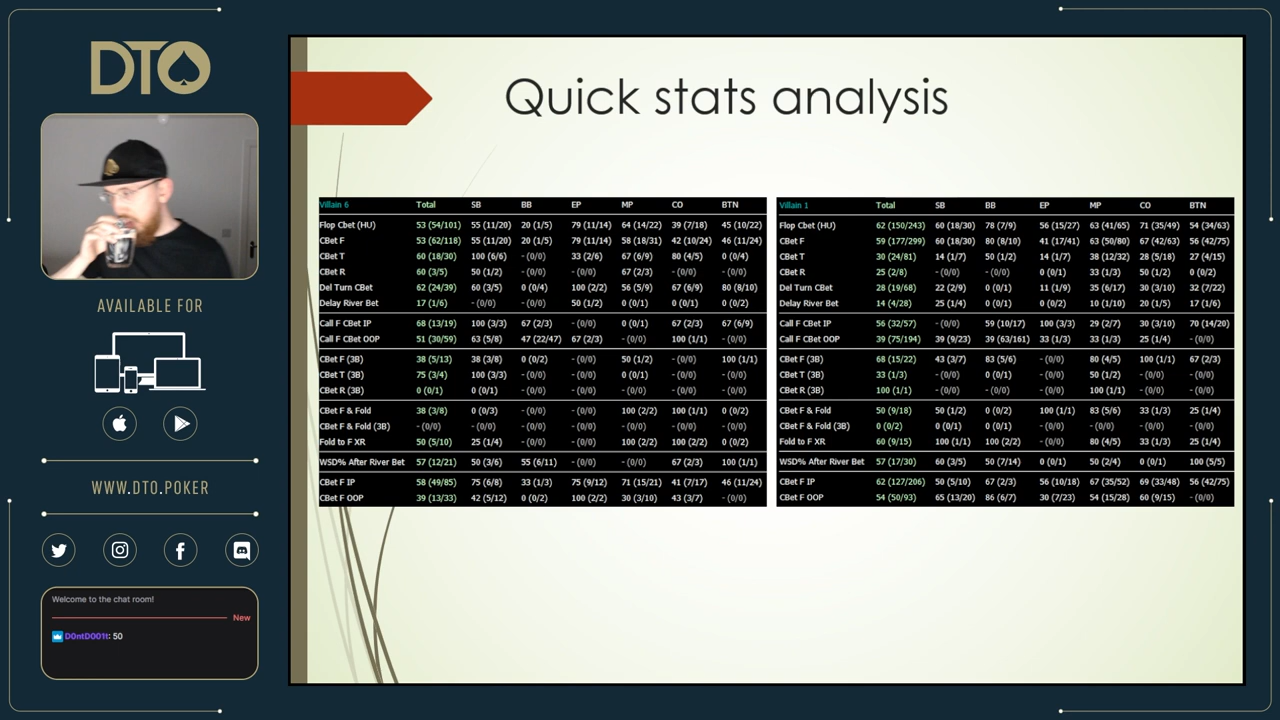 DTO
Quick stats analysis
AVAILABLE FOR
WWW.DTO.POKER
Welcome to the chat room!
New
D0ntD001t: 50
Villain 6 Total SB BB EP MP CO BTN
Flop Cbet (HU) 53 (54/101) 55 (11/20) 20 (1/5) 79 (11/14) 64 (14/22) 39 (7/18) 45 (10/22)
CBet F 53 (62/118) 55 (11/20) 20 (1/5) 79 (11/14) 58 (18/31) 42 (10/24) 46 (11/24)
CBet T 60 (18/30) 100 (6/6) - (0/0) 33 (2/6) 67 (6/9) 80 (4/5) 0 (0/4)
CBet R 60 (3/5) 50 (1/2) - (0/0) - (0/0) 67 (2/3) - (0/0) - (0/0)
Del Turn CBet 62 (24/39) 60 (3/5) 0 (0/4) 100 (2/2) 56 (5/9) 67 (6/9) 80 (8/10)
Delay River Bet 17 (1/6) - (0/0) - (0/0) 50 (1/2) 0 (0/1) 0 (0/1) 0 (0/2)
Call F CBet IP 68 (13/19) 100 (3/3) 67 (2/3) - (0/0) 0 (0/1) 67 (2/3) 67 (6/9)
Call F CBet OOP 51 (30/59) 63 (5/8) 47 (22/47) 67 (2/3) - (0/0) 100 (1/1) - (0/0)
CBet F (3B) 38 (5/13) 38 (3/8) 0 (0/2) - (0/0) 50 (1/2) - (0/0) 100 (1/1)
CBet T (3B) 75 (3/4) 100 (3/3) - (0/0) - (0/0) - (0/0) - (0/0) - (0/0)
CBet R (3B) 0 (0/1) 0 (0/1) - (0/0) - (0/0) - (0/0) - (0/0) - (0/0)
CBet F & Fold 38 (3/8) 0 (0/3) - (0/0) - (0/0) 100 (2/2) 100 (1/1) 0 (0/2)
CBet F & Fold (3B) - (0/0) - (0/0) - (0/0) - (0/0) - (0/0) - (0/0) - (0/0)
Fold to F XR 50 (5/10) 25 (1/4) - (0/0) - (0/0) 100 (2/2) 100 (2/2) 0 (0/2)
WSD% After River Bet 57 (12/21) 50 (3/6) 55 (6/11) - (0/0) - (0/0) 67 (2/3) 100 (1/1)
CBet F IP 58 (49/85) 75 (6/8) 33 (1/3) 75 (9/12) 71 (15/21) 41 (7/17) 46 (11/24)
CBet F OOP 39 (13/33) 42 (5/12) 0 (0/2) 100 (2/2) 30 (3/10) 43 (3/7) - (0/0)
Villain 1 Total SB BB EP MP CO BTN
Flop Cbet (HU) 62 (150/243) 60 (18/30) 78 (7/9) 56 (15/27) 63 (41/65) 71 (35/49) 54 (34/63)
CBet F 59 (177/299) 60 (18/30) 80 (8/10) 41 (17/41) 63 (50/80) 67 (42/63) 56 (42/75)
CBet T 30 (24/81) 14 (1/7) 50 (1/2) 14 (1/7) 38 (12/32) 28 (5/18) 27 (4/15)
CBet R 25 (2/8) - (0/0) - (0/0) 0 (0/1) 33 (1/3) 50 (1/2) 0 (0/2)
Del Turn CBet 28 (19/68) 22 (2/9) 0 (0/1) 11 (1/9) 35 (6/17) 30 (3/10) 32 (7/22)
Delay River Bet 14 (4/28) 25 (1/4) 0 (0/1) 0 (0/2) 10 (1/10) 20 (1/5) 17 (1/6)
Call F CBet IP 56 (32/57) - (0/0) 59 (10/17) 100 (3/3) 29 (2/7) 30 (3/10) 70 (14/20)
Call F CBet OOP 39 (75/194) 39 (9/23) 39 (63/161) 33 (1/3) 33 (1/3) 25 (1/4) - (0/0)
CBet F (3B) 68 (15/22) 43 (3/7) 83 (5/6) - (0/0) 80 (4/5) 100 (1/1) 67 (2/3)
CBet T (3B) 33 (1/3) - (0/0) 0 (0/1) - (0/0) 50 (1/2) - (0/0) - (0/0)
CBet R (3B) 100 (1/1) - (0/0) - (0/0) - (0/0) 100 (1/1) - (0/0) - (0/0)
CBet F & Fold 50 (9/18) 50 (1/2) 0 (0/2) 100 (1/1) 83 (5/6) 33 (1/3) 25 (1/4)
CBet F & Fold (3B) 0 (0/2) 0 (0/1) 0 (0/1) - (0/0) - (0/0) - (0/0) - (0/0)
Fold to F XR 60 (9/15) 100 (1/1) 100 (2/2) - (0/0) 80 (4/5) 33 (1/3) 25 (1/4)
WSD% After River Bet 57 (17/30) 60 (3/5) 50 (7/14) 0 (0/1) 50 (2/4) 0 (0/1) 100 (5/5)
CBet F IP 62 (127/206) 50 (5/10) 67 (2/3) 56 (10/18) 67 (35/52) 69 (33/48) 56 (42/75)
CBet F OOP 54 (50/93) 65 (13/20) 86 (6/7) 30 (7/23) 54 (15/28) 60 (9/15) - (0/0)